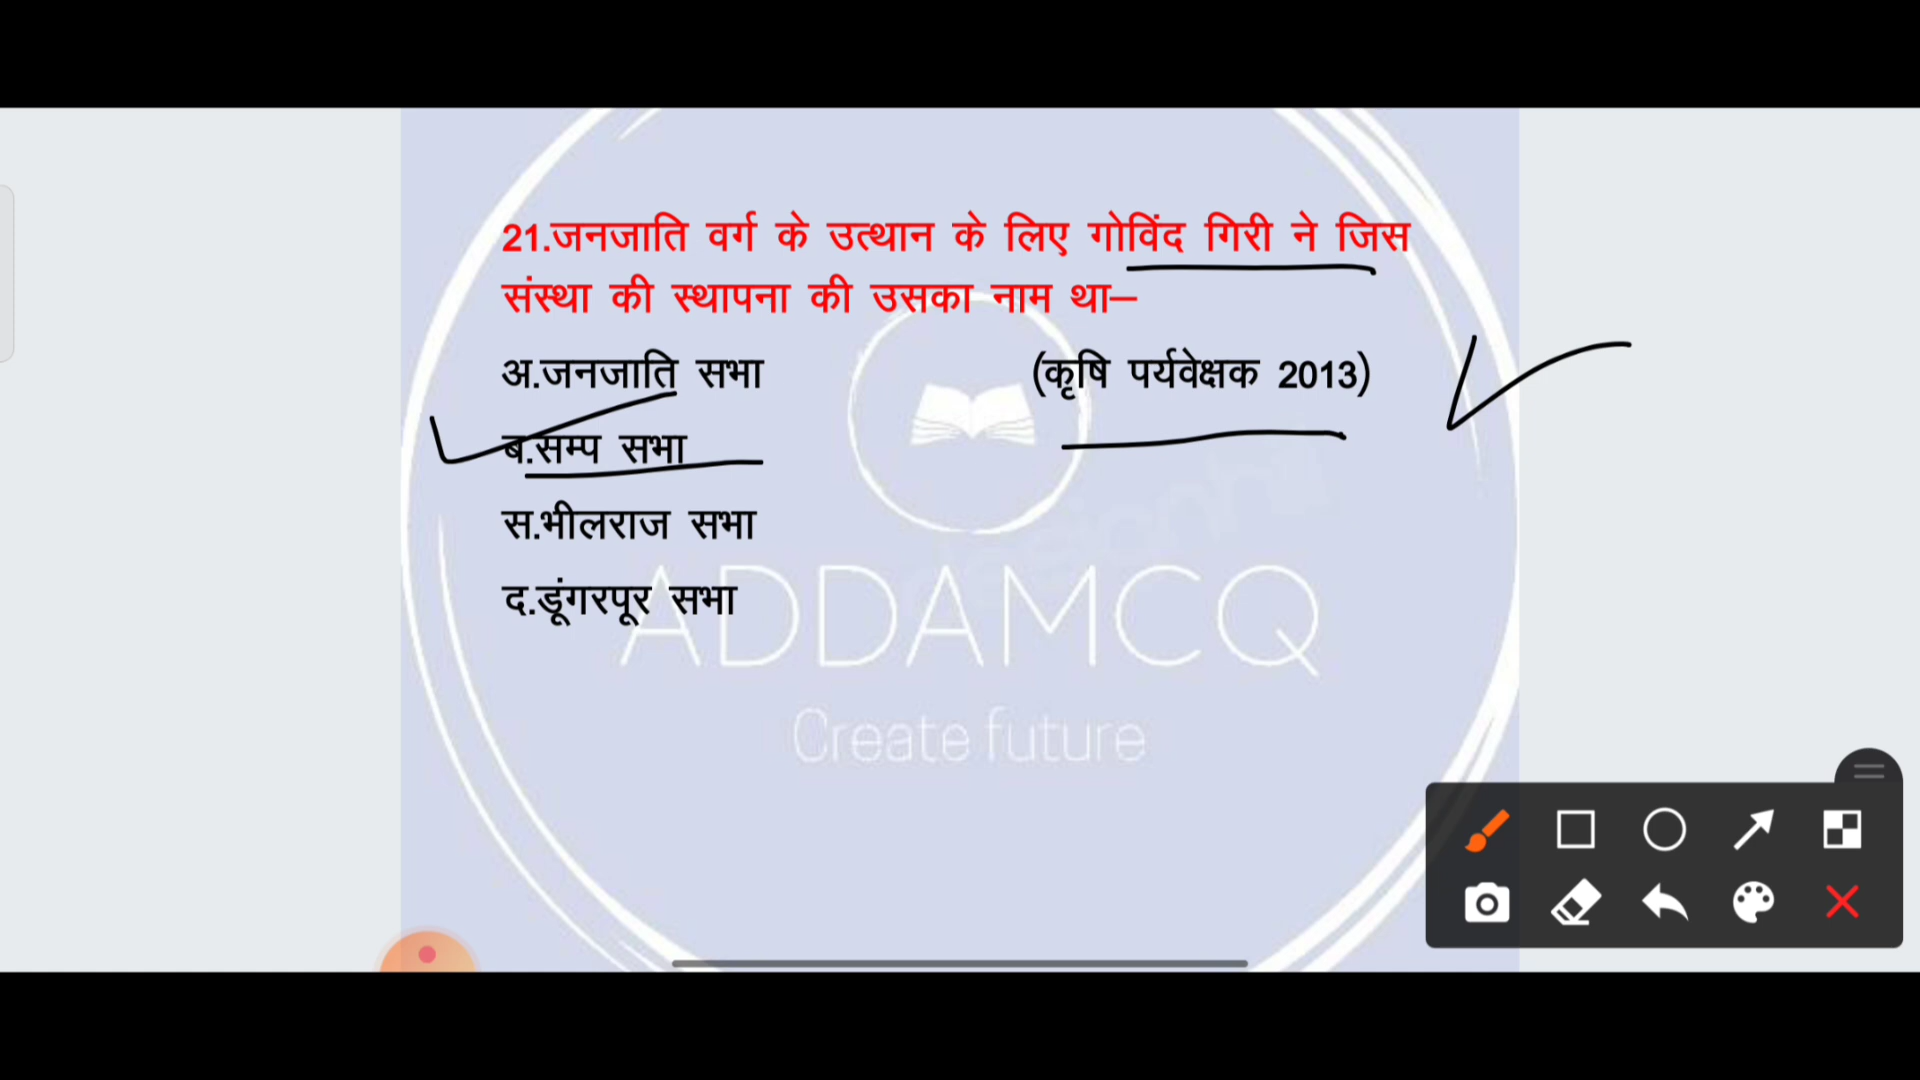 21.जनजाति वर्ग के उत्थान के लिए गोविंद गिरी ने जिस
संस्था की स्थापना की उसका नाम था–
अ.जनजाति सभा (कृषि पर्यवेक्षक 2013)
ब.सम्प सभा
स.भीलराज सभा
द.डूंगरपूर सभा
ADDAMCQ
Create future